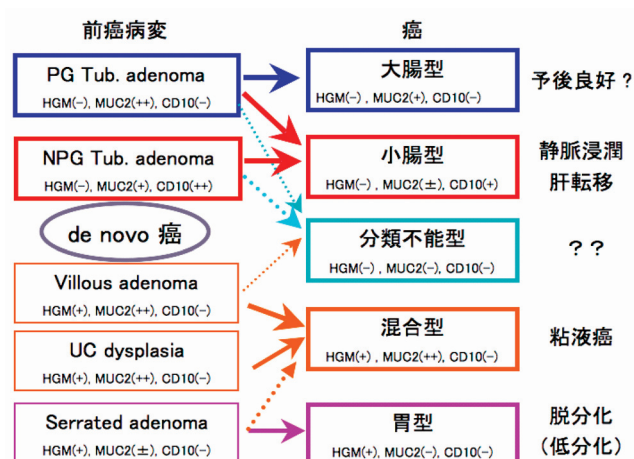 前癌病変
癌
PG Tub. adenoma
HGM(-), MUC2(++), CD10(-)
大腸型
HGM(-) , MUC2(+), CD10(-)
予後良好？
NPG Tub. adenoma
HGM(-), MUC2(+), CD10(++)
小腸型
HGM(-) , MUC2(±), CD10(+)
静脈浸潤
肝転移
de novo 癌
分類不能型
HGM(-) , MUC2(-), CD10(-)
？？
Villous adenoma
HGM(+), MUC2(++), CD10(-)
UC dysplasia
HGM(+), MUC2(++), CD10(-)
混合型
HGM(+) , MUC2(++), CD10(-)
粘液癌
Serrated adenoma
HGM(+), MUC2(±), CD10(-)
胃型
HGM(+), MUC2(-), CD10(-)
脱分化
（低分化）